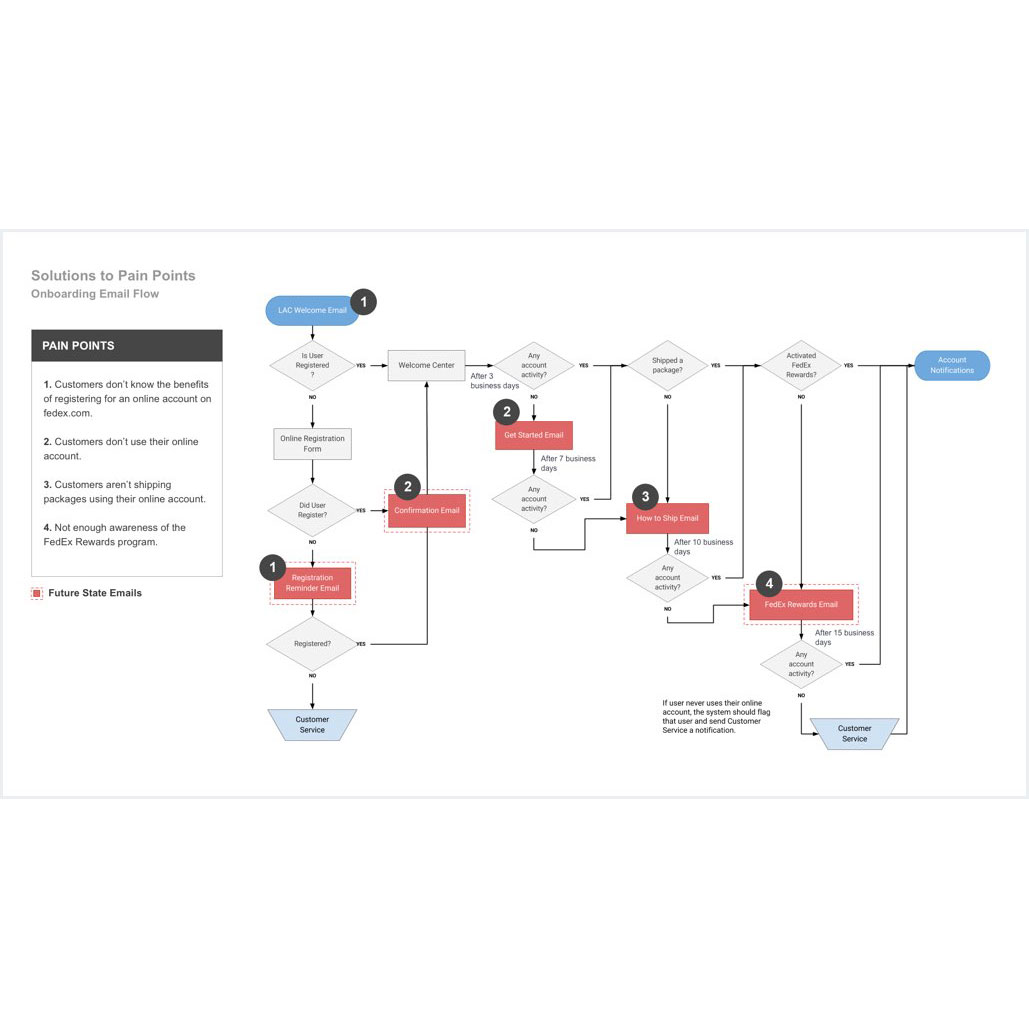 Solutions to Pain Points
Onboarding Email Flow
PAIN POINTS
1. Customers don't know the benefits
of registering for an online account on
fedex.com.
2. Customers don't use their online
account.
3. Customers aren't shipping
packages using their online account.
4. Not enough awareness of the
FedEx Rewards program.
Future State Emails
LAC Welcome Email
1
Is User
Registered
?
YES
NO
Online Registration
Form
Did User
Register?
YES
NO
1
Registration
Reminder Email
Registered?
YES
NO
Customer
Service
Welcome Center
2
Confirmation Email
After 3
business days
Any
account
activity?
YES
NO
2
Get Started Email
After 7 business
days
Any
account
activity?
YES
NO
Shipped a
package?
YES
NO
3
How to Ship Email
After 10 business
days
Any
account
activity?
YES
NO
Activated
FedEx
Rewards?
YES
NO
4
FedEx Rewards Email
After 15 business
days
Any
account
activity?
YES
NO
Customer
Service
Account
Notifications
If user never uses their online
account, the system should flag
that user and send Customer
Service a notification.